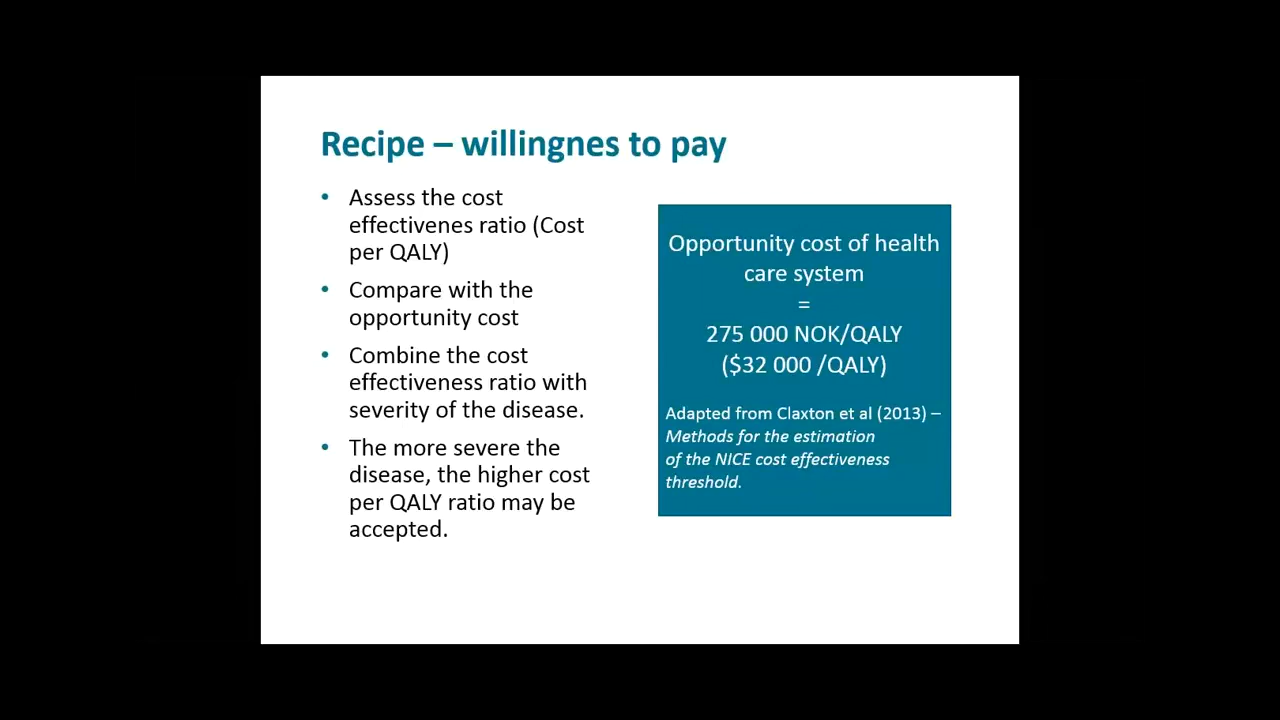 Recipe – willingnes to pay
• Assess the cost
effectivenes ratio (Cost
per QALY)
• Compare with the
opportunity cost
• Combine the cost
effectiveness ratio with
severity of the disease.
• The more severe the
disease, the higher cost
per QALY ratio may be
accepted.
Opportunity cost of health
care system
=
275 000 NOK/QALY
($32 000 /QALY)
Adapted from Claxton et al (2013) –
Methods for the estimation
of the NICE cost effectiveness
threshold.